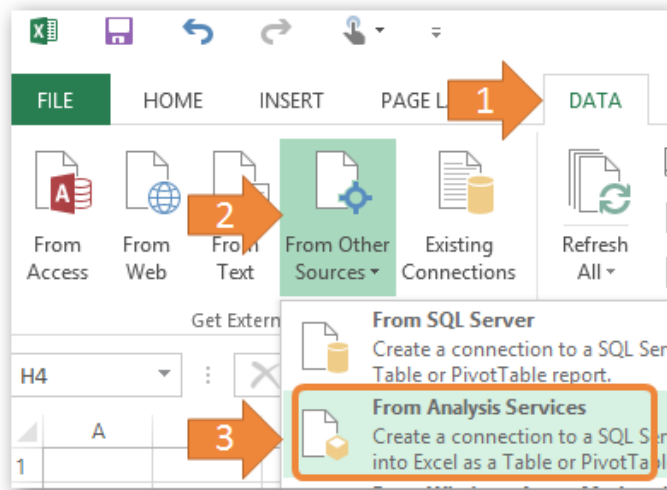 FILE HOME INSERT PAGE L 1 DATA
2
From Access
From Web
From Text
From Other Sources
Existing Connections
Refresh All
Get Extern
From SQL Server
Create a connection to a SQL Ser
Table or PivotTable report.
H4
From Analysis Services
Create a connection to a SQL Ser
into Excel as a Table or PivotTabl
A
3
1